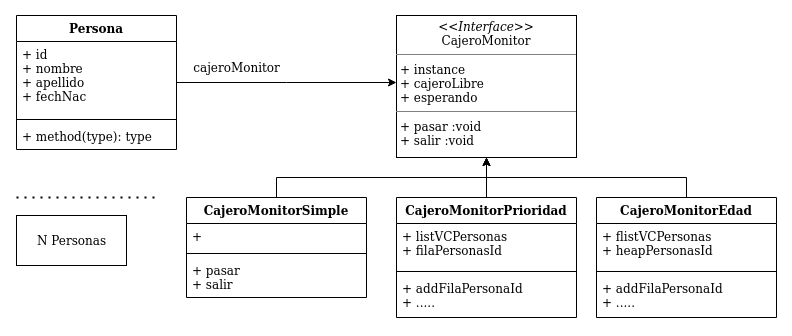 Persona
+ id
+ nombre
+ apellido
+ fechNac
+ method(type): type
cajeroMonitor
<<Interface>>
CajeroMonitor
+ instance
+ cajeroLibre
+ esperando
+ pasar :void
+ salir :void
N Personas
CajeroMonitorSimple
+
+ pasar
+ salir
CajeroMonitorPrioridad
+ listVCPersonas
+ filaPersonasId
+ addFilaPersonaId
+ .....
CajeroMonitorEdad
+ flistVCPersonas
+ heapPersonasId
+ addFilaPersonaId
+ .....